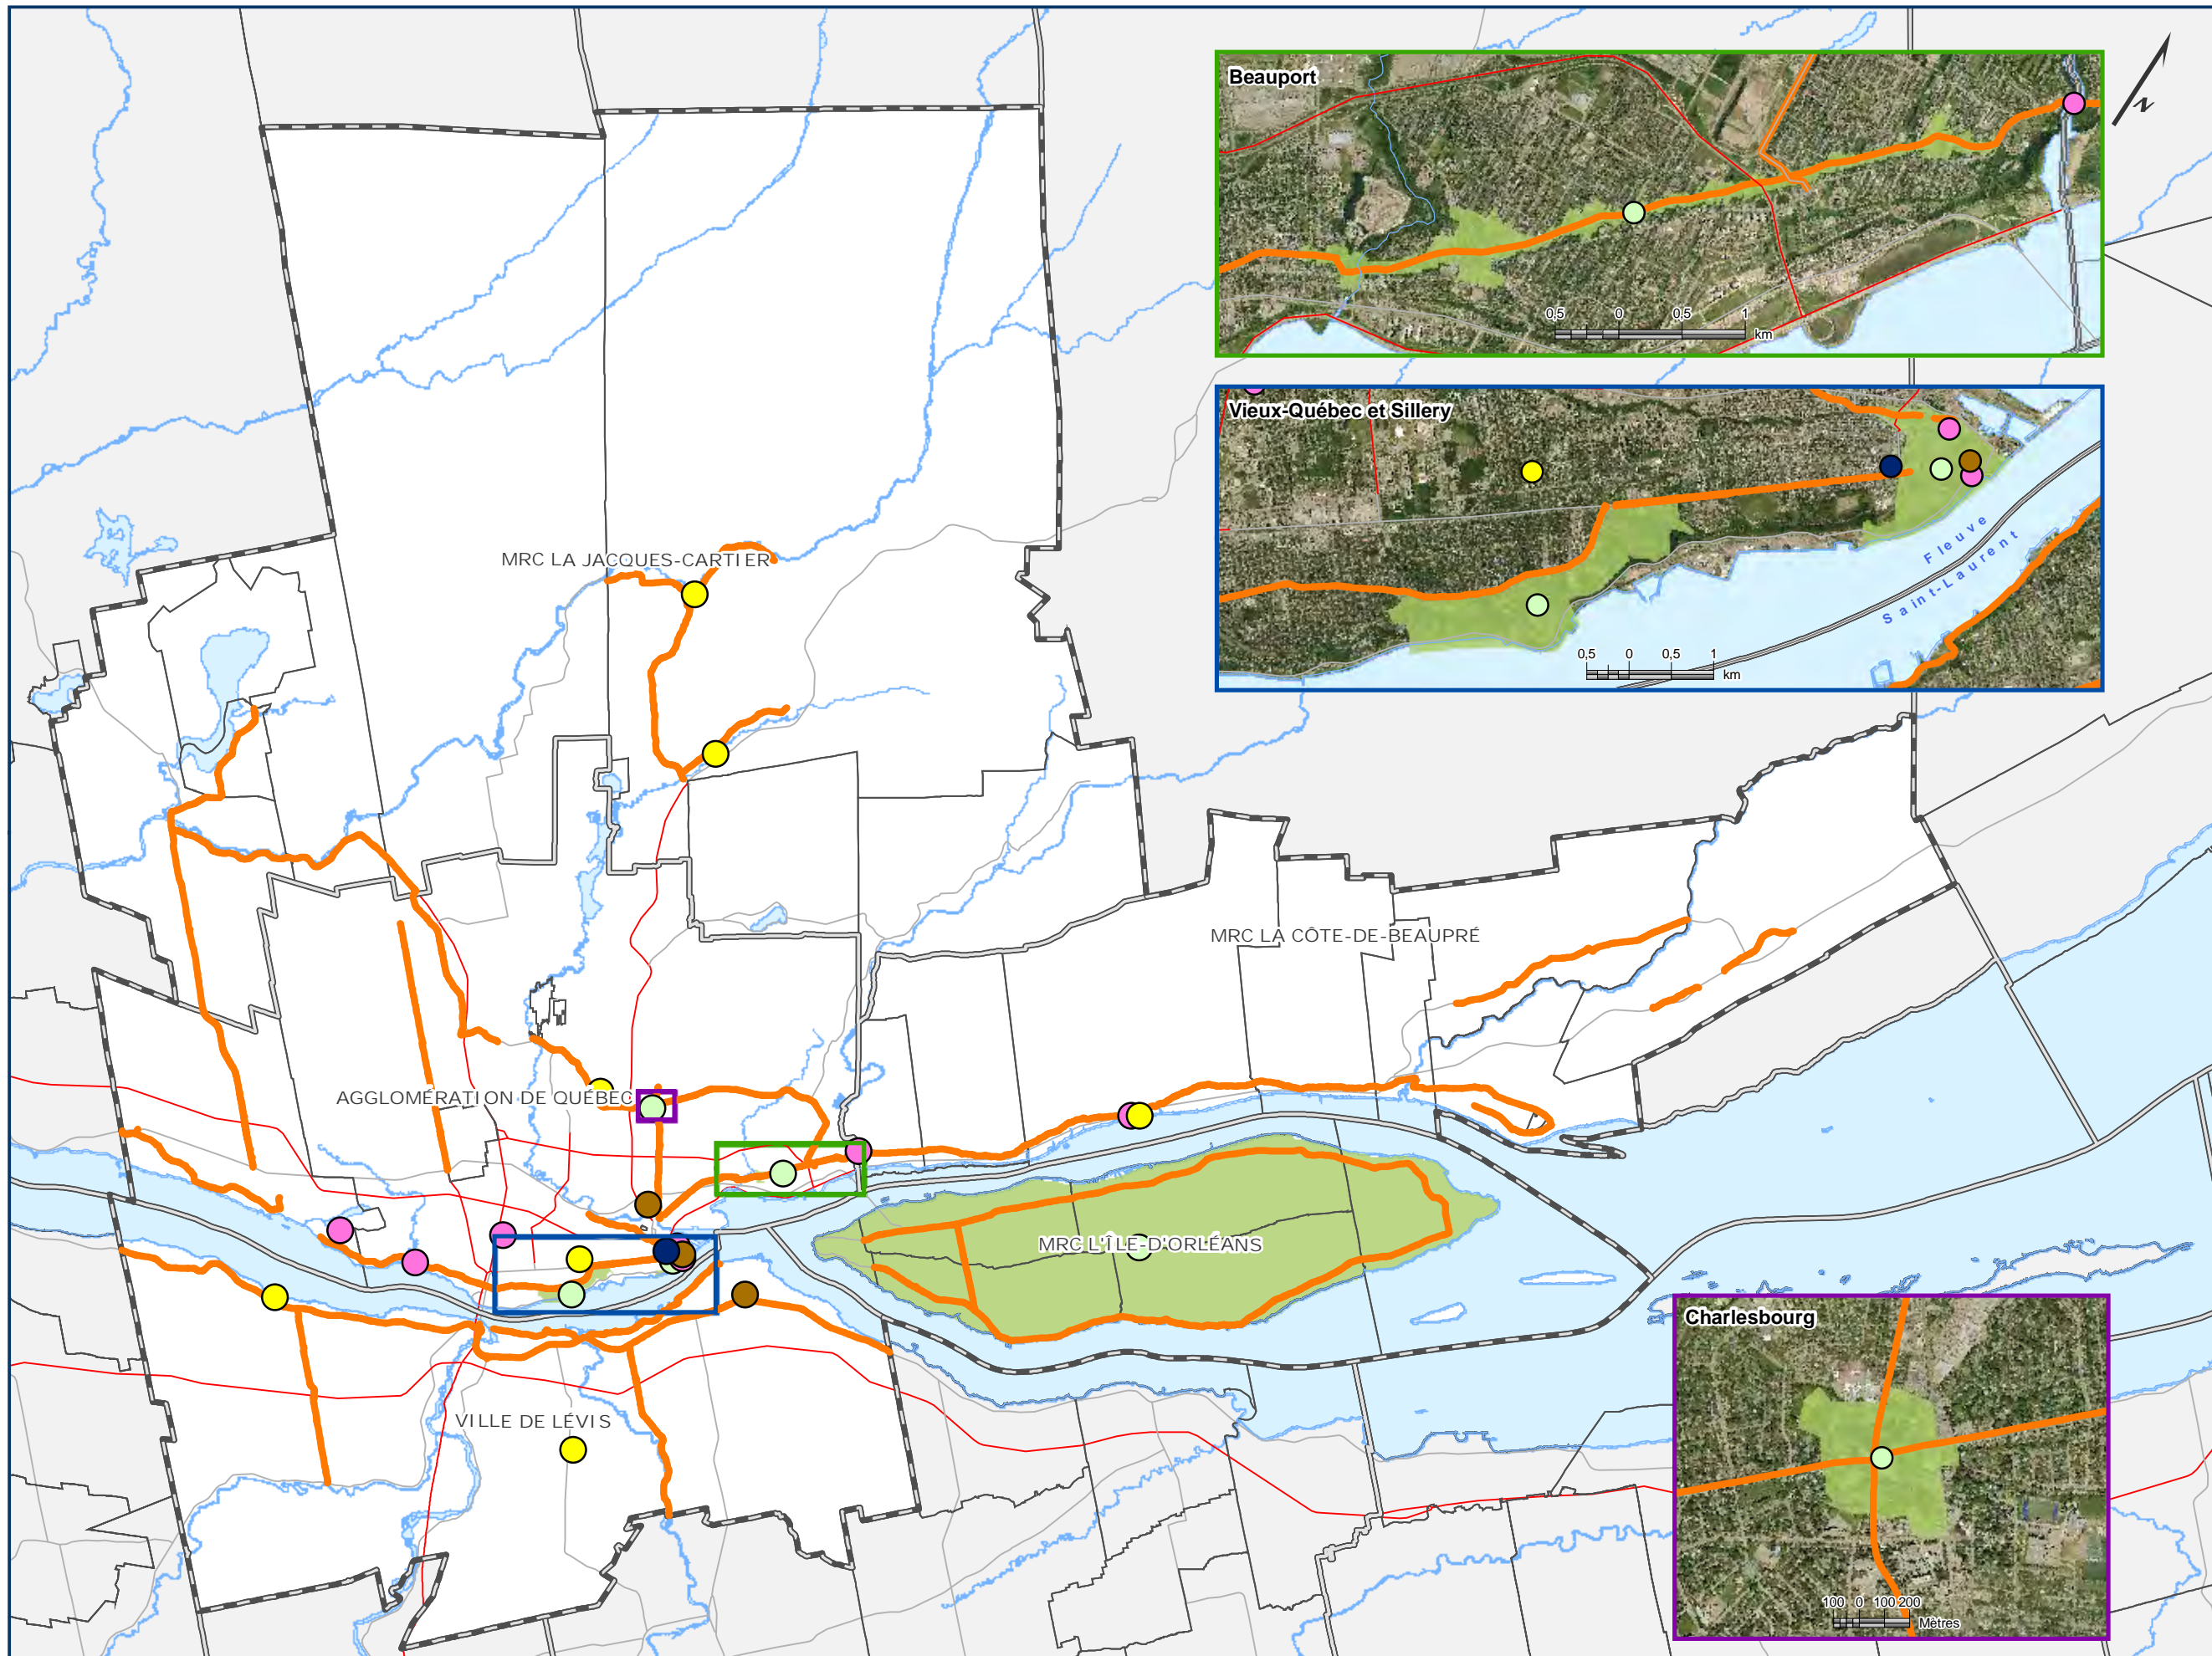 Beauport
N
0,5 0 0,5 1
km
Vieux-Québec et Sillery
Fleuve
Saint-Laurent
0,5 0 0,5 1
km
MRC LA JACQUES-CARTIER
MRC LA CÔTE-DE-BEAUPRÉ
AGGLOMÉRATION DE QUÉBEC
MRC L'ÎLE-D'ORLÉANS
VILLE DE LÉVIS
Charlesbourg
100 0 100 200
Mètres